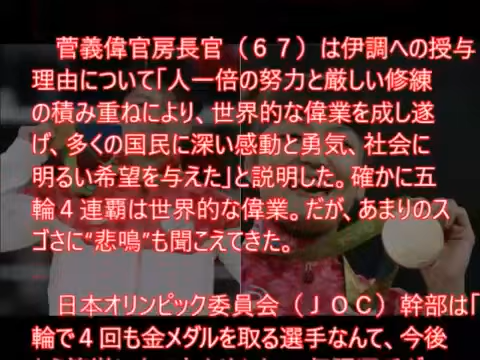 菅義偉官房長官（６７）は伊調への授与
理由について「人一倍の努力と厳しい修練
の積み重ねにより、世界的な偉業を成し遂
げ、多くの国民に深い感動と勇気、社会に
明るい希望を与えた」と説明した。確かに五
輪４連覇は世界的な偉業。だが、あまりのス
ゴさに“悲鳴”も聞こえてきた。
日本オリンピック委員会（ＪＯＣ）幹部は「
輪で４回も金メダルを取る選手なんて、今後